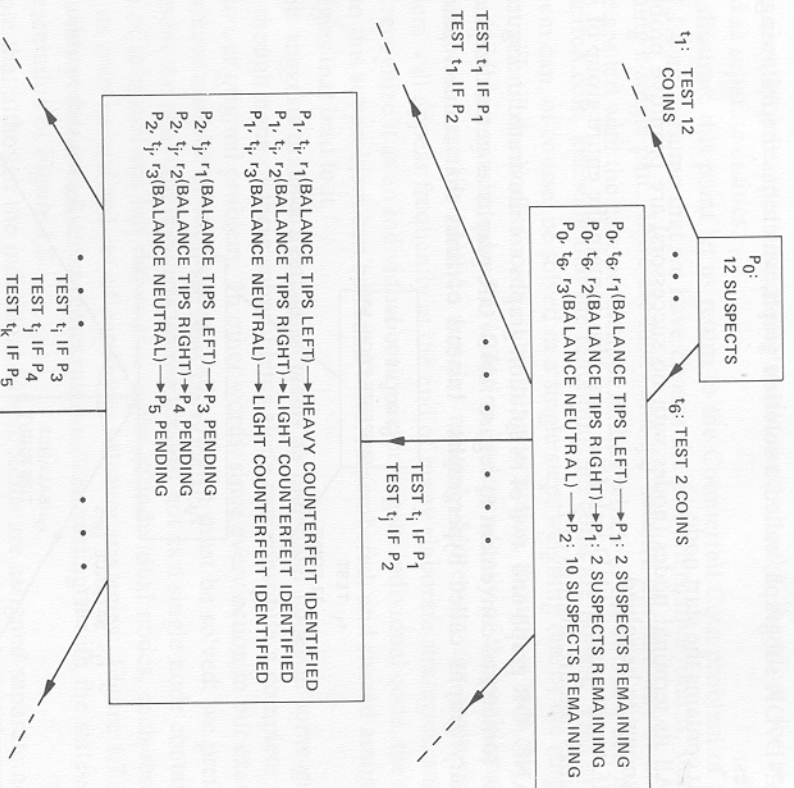 P0:
12 SUSPECTS
t1: TEST 12
COINS
t6: TEST 2 COINS
P0, t6, r1(BALANCE TIPS LEFT)→P1: 2 SUSPECTS REMAINING
P0, t6, r2(BALANCE TIPS RIGHT)→P1: 2 SUSPECTS REMAINING
P0, t6, r3(BALANCE NEUTRAL)→P2: 10 SUSPECTS REMAINING
TEST t1 IF P1
TEST t1 IF P2
TEST ti IF P1
TEST tj IF P2
P1, ti, r1(BALANCE TIPS LEFT)→HEAVY COUNTERFEIT IDENTIFIED
P1, ti, r2(BALANCE TIPS RIGHT)→LIGHT COUNTERFEIT IDENTIFIED
P1, ti, r3(BALANCE NEUTRAL)→LIGHT COUNTERFEIT IDENTIFIED
P2, tj, r1(BALANCE TIPS LEFT)→P3 PENDING
P2, tj, r2(BALANCE TIPS RIGHT)→P4 PENDING
P2, tj, r3(BALANCE NEUTRAL)→P5 PENDING
TEST ti IF P3
TEST tj IF P4
TEST tk IF P5